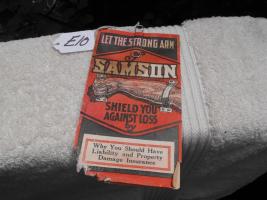 E10
LET THE STRONG ARM
of
SAMSON
SHIELD YOU
AGAINST LOSS
by
Why You Should Have
Liability and Property
Damage Insurance